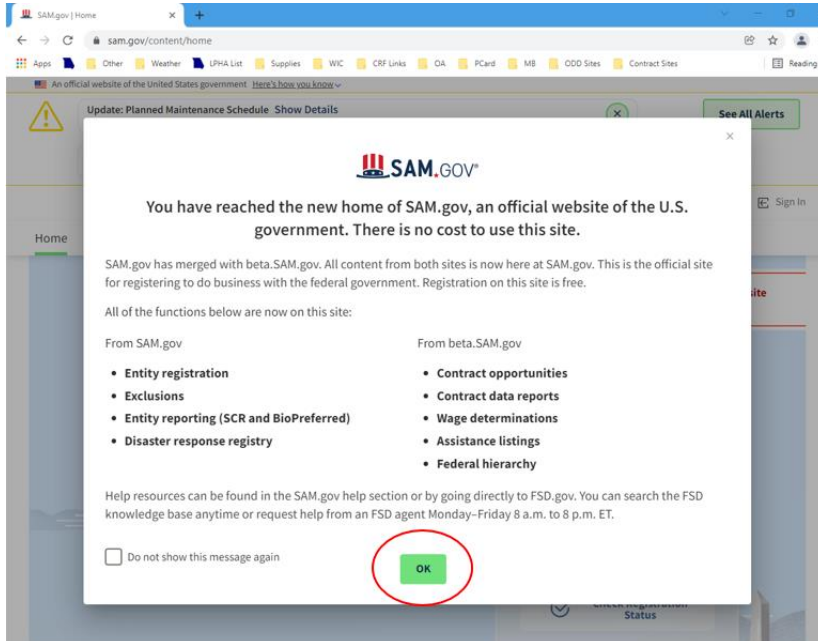 SAM.gov | Home
sam.gov/content/home
Apps Other Weather LPHA List Supplies WIC CRF Links OA PCard MB ODD Sites Contract Sites Reading
An official website of the United States government Here's how you know
Update: Planned Maintenance Schedule Show Details
See All Alerts
SAM.GOV®
You have reached the new home of SAM.gov, an official website of the U.S.
government. There is no cost to use this site.
Sign In
Home
SAM.gov has merged with beta.SAM.gov. All content from both sites is now here at SAM.gov. This is the official site
for registering to do business with the federal government. Registration on this site is free.
site
All of the functions below are now on this site:
From SAM.gov
• Entity registration
• Exclusions
• Entity reporting (SCR and BioPreferred)
• Disaster response registry
From beta.SAM.gov
• Contract opportunities
• Contract data reports
• Wage determinations
• Assistance listings
• Federal hierarchy
Help resources can be found in the SAM.gov help section or by going directly to FSD.gov. You can search the FSD
knowledge base anytime or request help from an FSD agent Monday–Friday 8 a.m. to 8 p.m. ET.
Do not show this message again
OK
Check Registration
Status